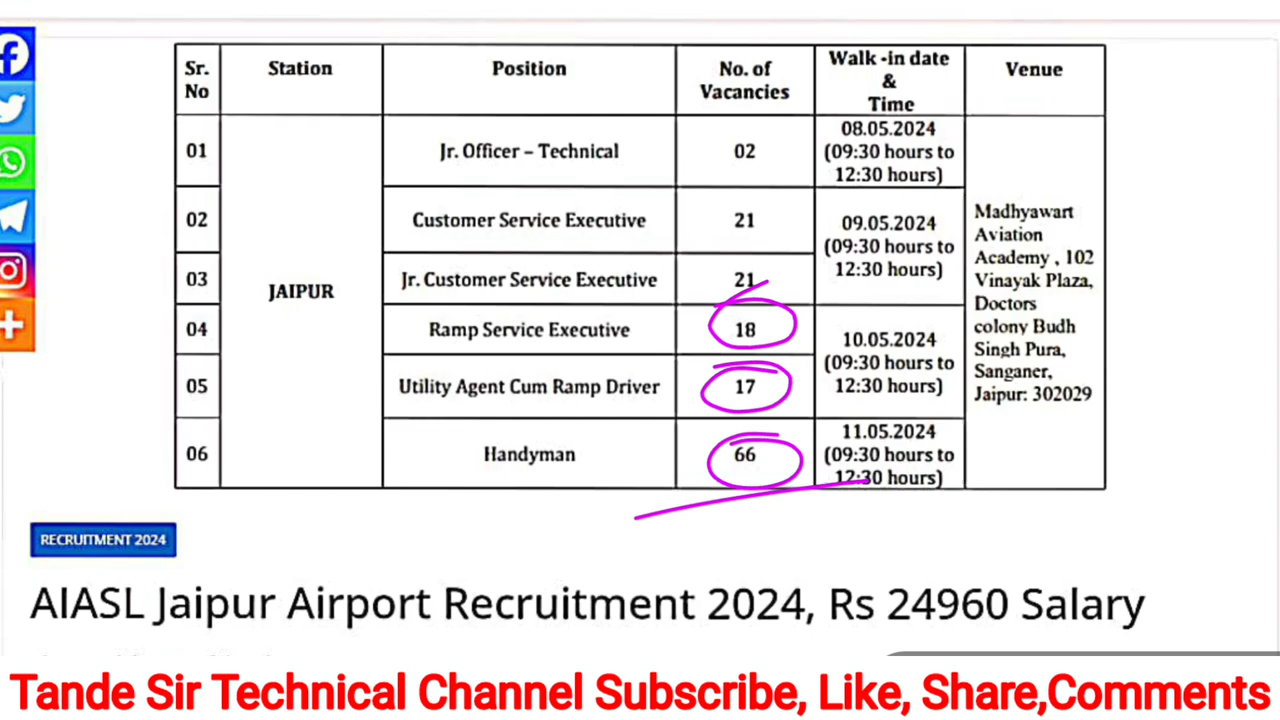 Sr. No
Station
Position
No. of Vacancies
Walk -in date & Time
Venue
01
JAIPUR
Jr. Officer – Technical
02
08.05.2024
(09:30 hours to
12:30 hours)
02
Customer Service Executive
21
09.05.2024
(09:30 hours to
12:30 hours)
03
Jr. Customer Service Executive
21
04
Ramp Service Executive
18
10.05.2024
(09:30 hours to
12:30 hours)
05
Utility Agent Cum Ramp Driver
17
06
Handyman
66
11.05.2024
(09:30 hours to
12:30 hours)
Madhyawart
Aviation
Academy , 102
Vinayak Plaza,
Doctors
colony Budh
Singh Pura,
Sanganer,
Jaipur: 302029
RECRUITMENT 2024
AIASL Jaipur Airport Recruitment 2024, Rs 24960 Salary
Tande Sir Technical Channel Subscribe, Like, Share,Comments